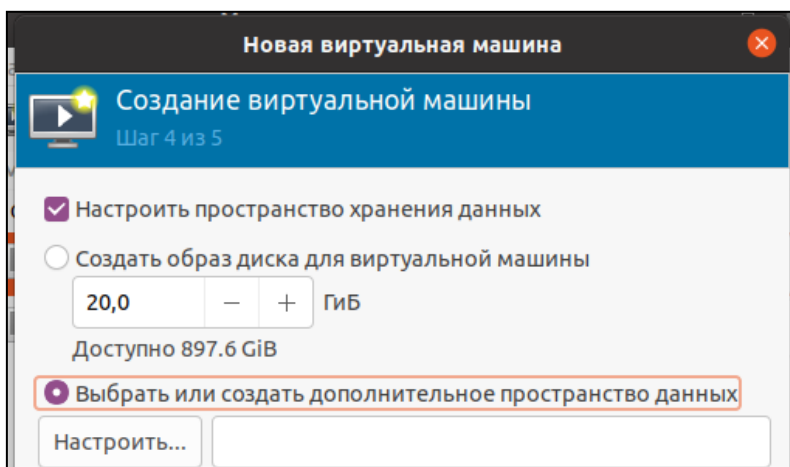 Новая виртуальная машина
Создание виртуальной машины
Шаг 4 из 5
Настроить пространство хранения данных
Создать образ диска для виртуальной машины
20,0 − + ГиБ
Доступно 897.6 GiB
Выбрать или создать дополнительное пространство данных
Настроить...